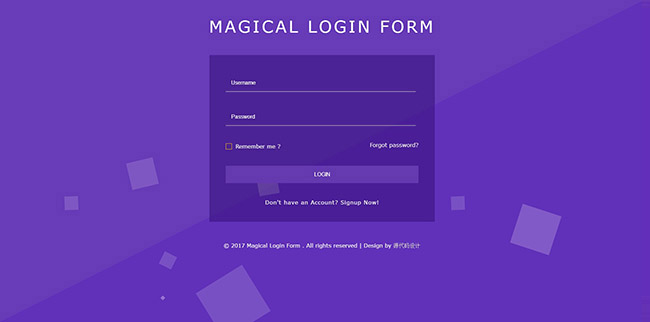 MAGICAL LOGIN FORM
Username
Password
Remember me ?
Forgot password?
LOGIN
Don't have an Account? Signup Now!
© 2017 Magical Login Form . All rights reserved | Design by 源代码设计